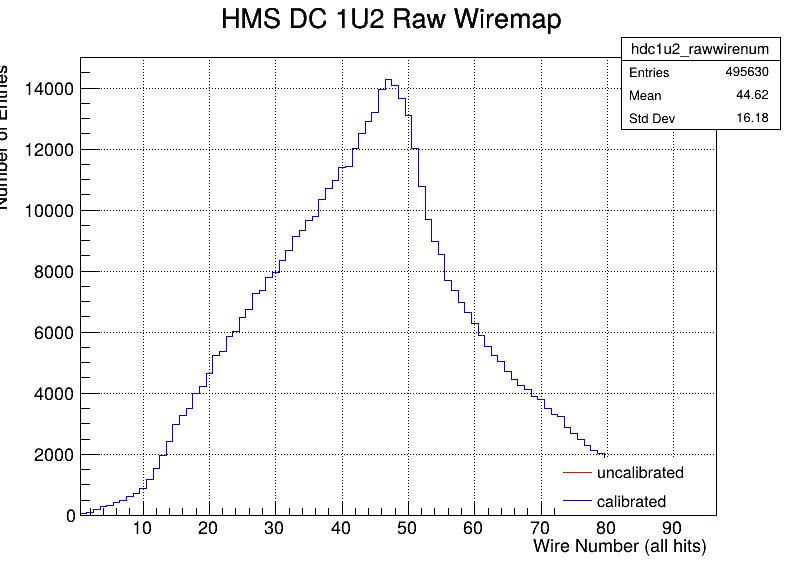 HMS DC 1U2 Raw Wiremap
hdc1u2_rawwirenum
Entries 495630
Mean 44.62
Std Dev 16.18
Number of Entries
14000
12000
10000
8000
6000
4000
2000
0
uncalibrated
calibrated
10 20 30 40 50 60 70 80 90
Wire Number (all hits)